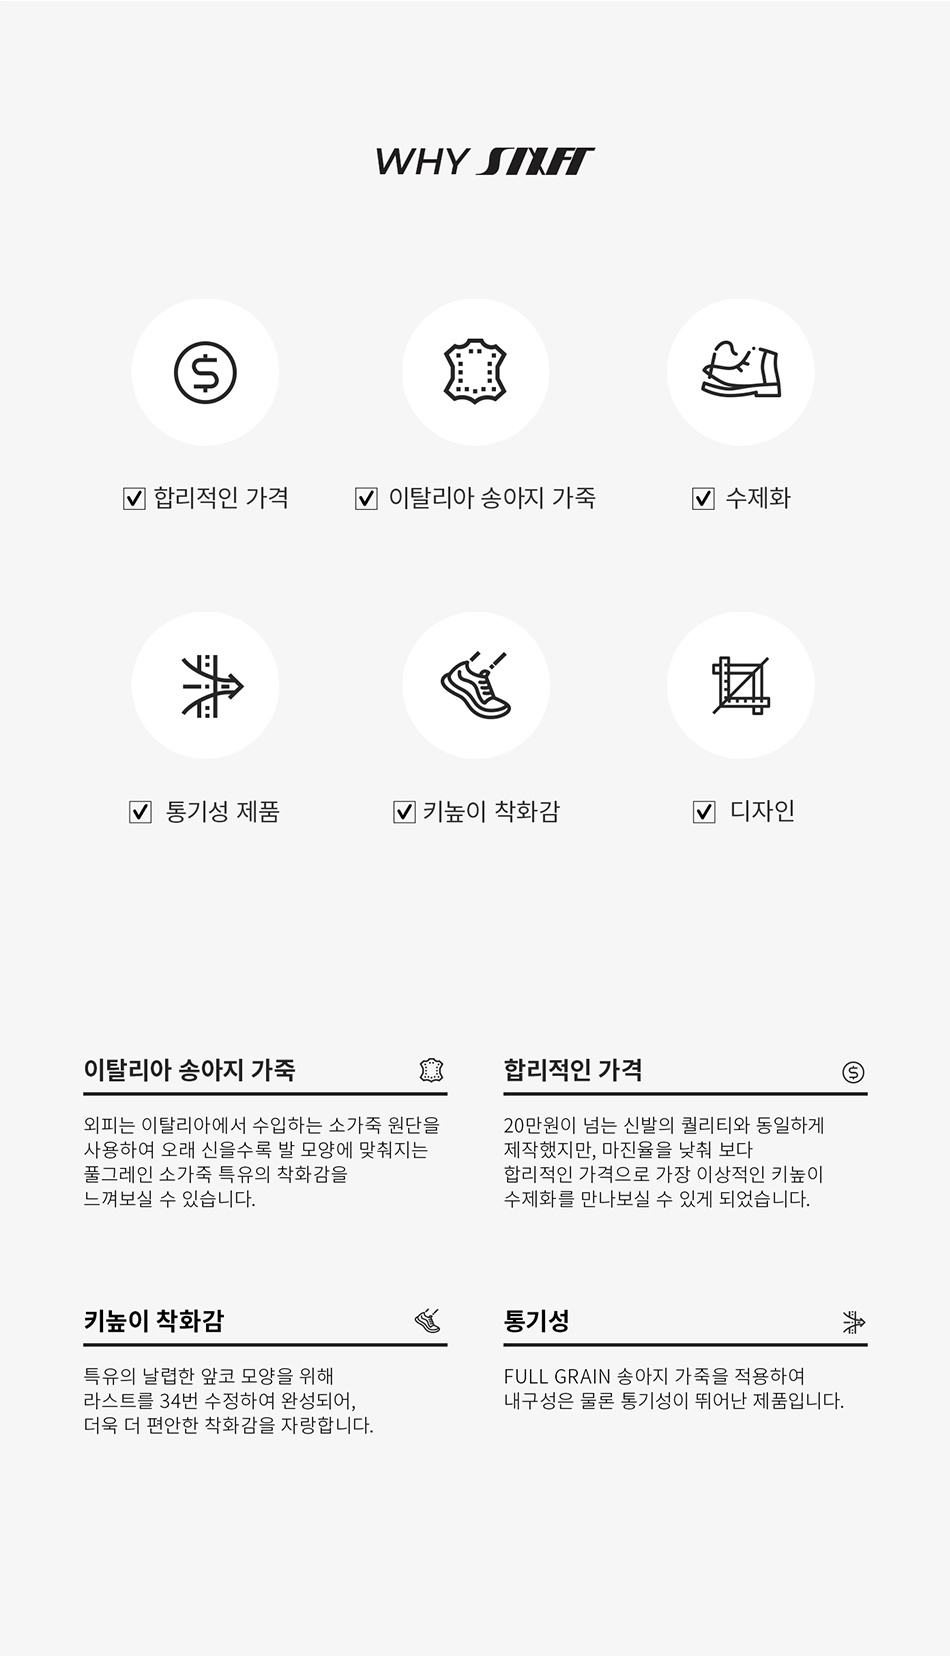 WHY SIXFT
합리적인 가격
이탈리아 송아지 가죽
수제화
통기성 제품
키높이 착화감
디자인
이탈리아 송아지 가죽
외피는 이탈리아에서 수입하는 소가죽 원단을
사용하여 오래 신을수록 발 모양에 맞춰지는
풀그레인 소가죽 특유의 착화감을
느껴보실 수 있습니다.
합리적인 가격
20만원이 넘는 신발의 퀄리티와 동일하게
제작했지만, 마진율을 낮춰 보다
합리적인 가격으로 가장 이상적인 키높이
수제화를 만나보실 수 있게 되었습니다.
키높이 착화감
특유의 날렵한 앞코 모양을 위해
라스트를 34번 수정하여 완성되어,
더욱 더 편안한 착화감을 자랑합니다.
통기성
FULL GRAIN 송아지 가죽을 적용하여
내구성은 물론 통기성이 뛰어난 제품입니다.